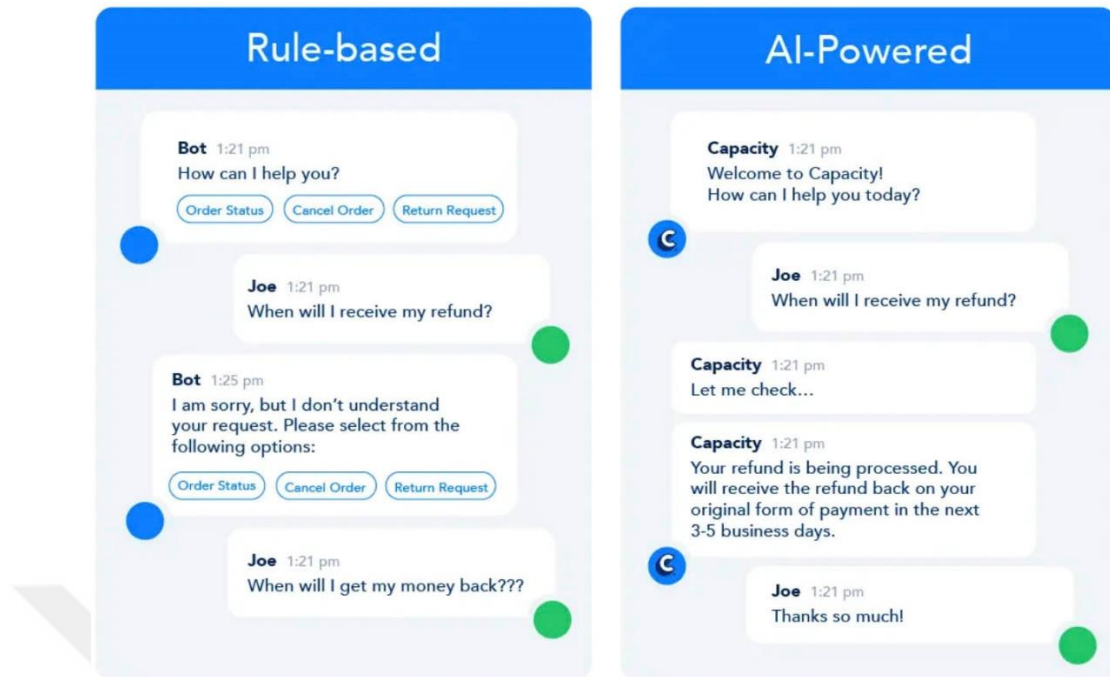 Rule-based
Bot 1:21 pm
How can I help you?
Order Status Cancel Order Return Request
Joe 1:21 pm
When will I receive my refund?
Bot 1:25 pm
I am sorry, but I don't understand
your request. Please select from the
following options:
Order Status Cancel Order Return Request
Joe 1:21 pm
When will I get my money back???
AI-Powered
Capacity 1:21 pm
Welcome to Capacity!
How can I help you today?
C
Joe 1:21 pm
When will I receive my refund?
Capacity 1:21 pm
Let me check...
Capacity 1:21 pm
Your refund is being processed. You
will receive the refund back on your
original form of payment in the next
3-5 business days.
C
Joe 1:21 pm
Thanks so much!